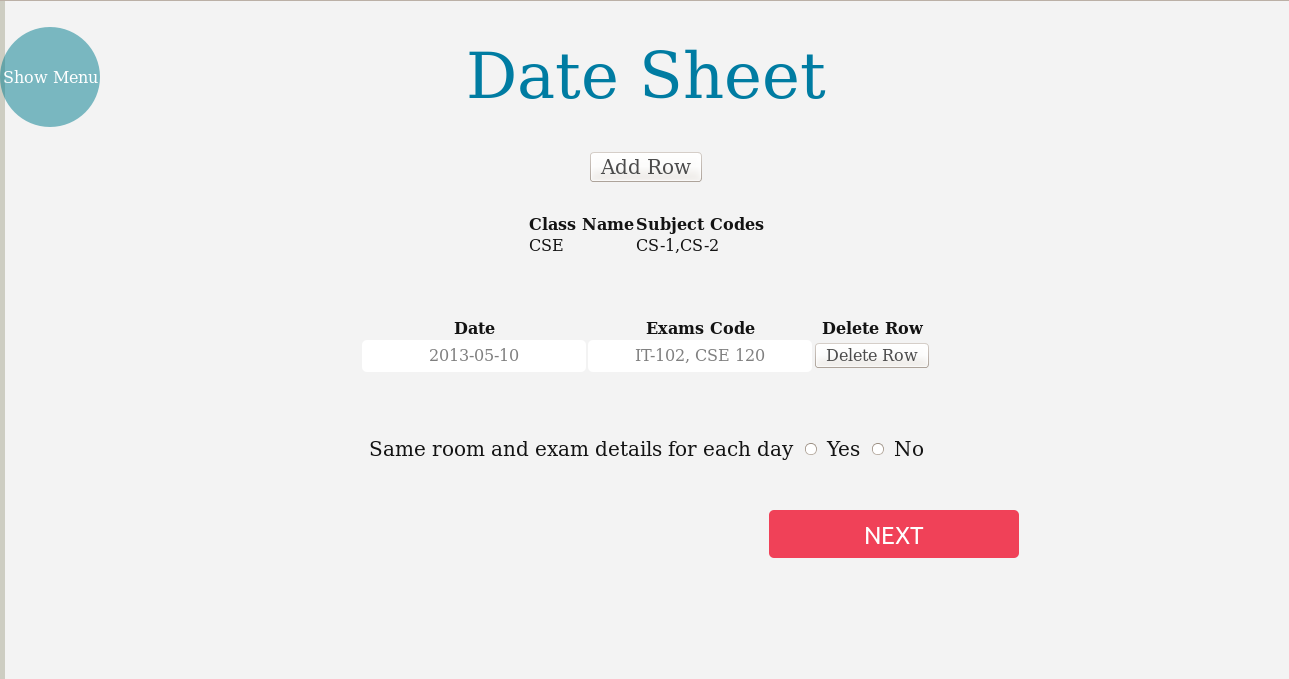 Show Menu
Date Sheet
Add Row
Class Name Subject Codes
CSE CS-1,CS-2
Date Exams Code Delete Row
2013-05-10 IT-102, CSE 120 Delete Row
Same room and exam details for each day Yes No
NEXT